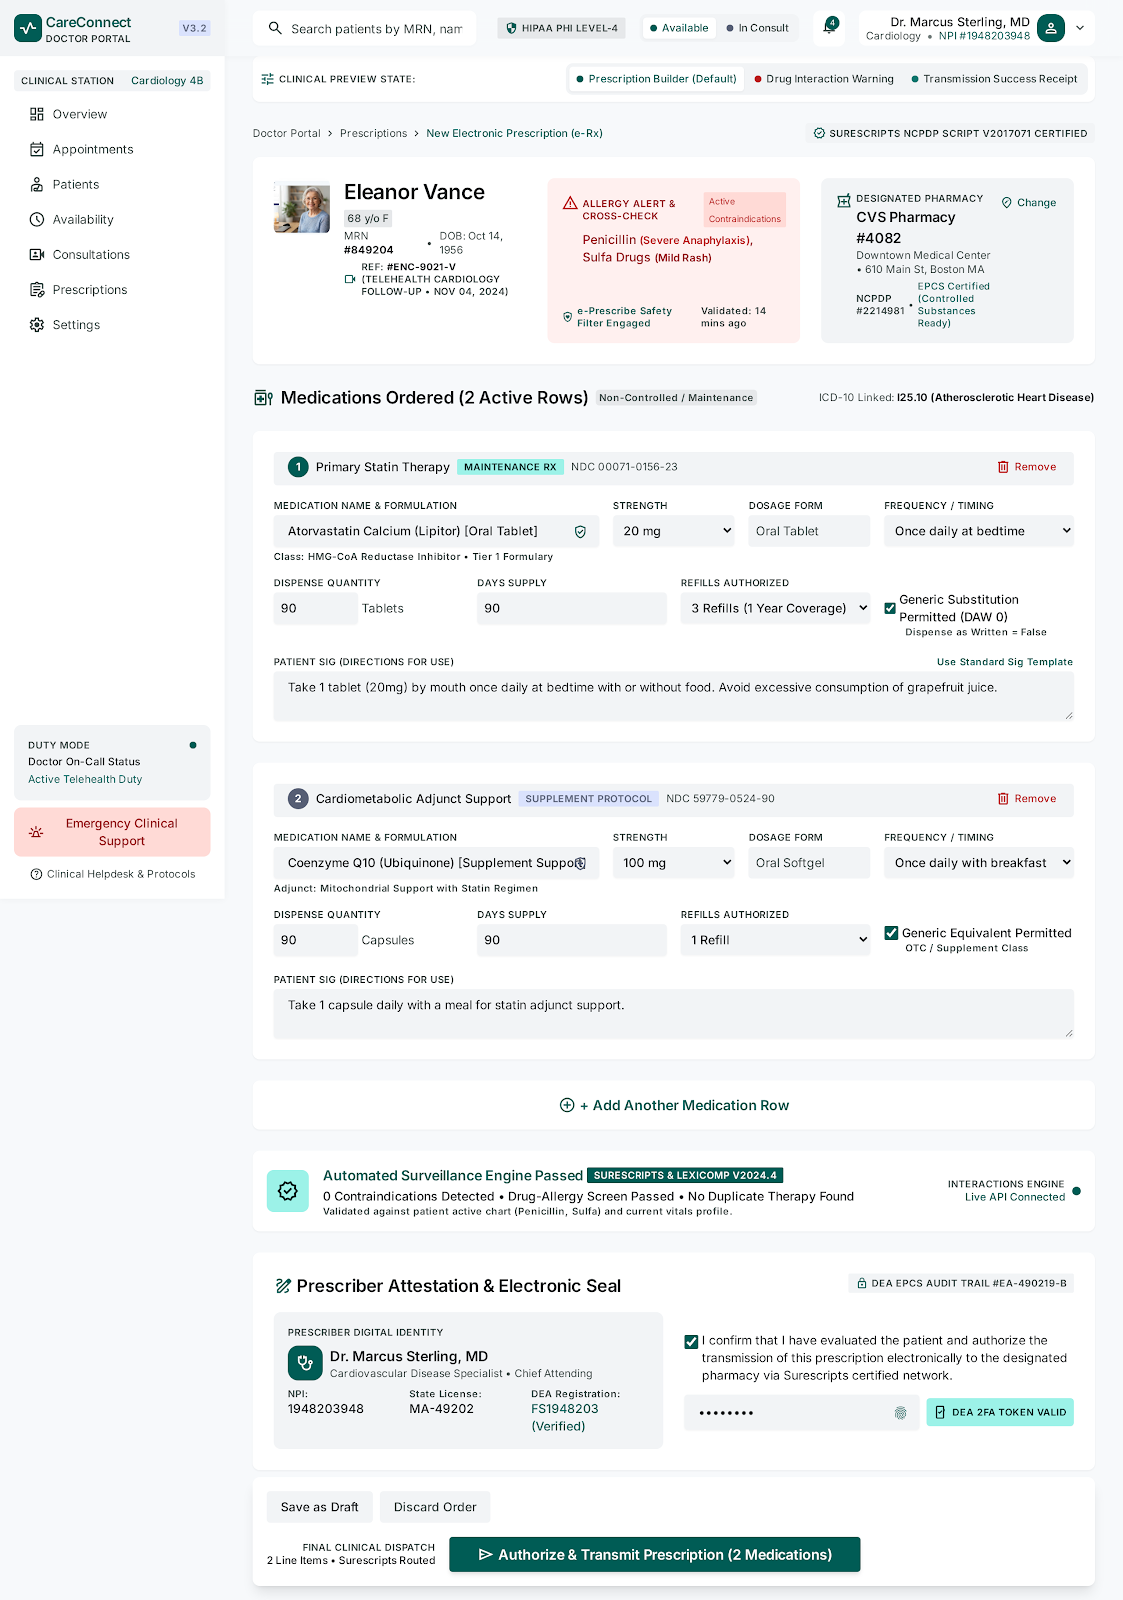 CareConnect
DOCTOR PORTAL
V3.2
Search patients by MRN, nam
HIPAA PHI LEVEL-4
Available
In Consult
4
Dr. Marcus Sterling, MD
Cardiology • NPI #1948203948
CLINICAL STATION
Cardiology 4B
Overview
Appointments
Patients
Availability
Consultations
Prescriptions
Settings
DUTY MODE
Doctor On-Call Status
Active Telehealth Duty
Emergency Clinical
Support
Clinical Helpdesk & Protocols
CLINICAL PREVIEW STATE:
Prescription Builder (Default)
Drug Interaction Warning
Transmission Success Receipt
Doctor Portal > Prescriptions > New Electronic Prescription (e-Rx)
SURESCRIPTS NCPDP SCRIPT V2017071 CERTIFIED
Eleanor Vance
68 y/o F
MRN
#849204
•
DOB: Oct 14,
1956
REF: #ENC-9021-V
(TELEHEALTH CARDIOLOGY
FOLLOW-UP • NOV 04, 2024)
ALLERGY ALERT &
CROSS-CHECK
Active
Contraindications
Penicillin (Severe Anaphylaxis),
Sulfa Drugs (Mild Rash)
e-Prescribe Safety
Filter Engaged
Validated: 14
mins ago
DESIGNATED PHARMACY
CVS Pharmacy
#4082
Change
Downtown Medical Center
• 610 Main St, Boston MA
NCPDP
#2214981
•
EPCS Certified
(Controlled
Substances
Ready)
Medications Ordered (2 Active Rows)
Non-Controlled / Maintenance
ICD-10 Linked: I25.10 (Atherosclerotic Heart Disease)
1
Primary Statin Therapy
MAINTENANCE RX
NDC 00071-0156-23
Remove
MEDICATION NAME & FORMULATION
STRENGTH
DOSAGE FORM
FREQUENCY / TIMING
Atorvastatin Calcium (Lipitor) [Oral Tablet]
20 mg
Oral Tablet
Once daily at bedtime
Class: HMG-CoA Reductase Inhibitor • Tier 1 Formulary
DISPENSE QUANTITY
DAYS SUPPLY
REFILLS AUTHORIZED
90
Tablets
90
3 Refills (1 Year Coverage)
Generic Substitution
Permitted (DAW 0)
Dispense as Written = False
PATIENT SIG (DIRECTIONS FOR USE)
Use Standard Sig Template
Take 1 tablet (20mg) by mouth once daily at bedtime with or without food. Avoid excessive consumption of grapefruit juice.
2
Cardiometabolic Adjunct Support
SUPPLEMENT PROTOCOL
NDC 59779-0524-90
Remove
MEDICATION NAME & FORMULATION
STRENGTH
DOSAGE FORM
FREQUENCY / TIMING
Coenzyme Q10 (Ubiquinone) [Supplement Support]
100 mg
Oral Softgel
Once daily with breakfast
Adjunct: Mitochondrial Support with Statin Regimen
DISPENSE QUANTITY
DAYS SUPPLY
REFILLS AUTHORIZED
90
Capsules
90
1 Refill
Generic Equivalent Permitted
OTC / Supplement Class
PATIENT SIG (DIRECTIONS FOR USE)
Take 1 capsule daily with a meal for statin adjunct support.
+ Add Another Medication Row
Automated Surveillance Engine Passed
SURESCRIPTS & LEXICOMP V2024.4
0 Contraindications Detected • Drug-Allergy Screen Passed • No Duplicate Therapy Found
Validated against patient active chart (Penicillin, Sulfa) and current vitals profile.
INTERACTIONS ENGINE
Live API Connected
Prescriber Attestation & Electronic Seal
DEA EPCS AUDIT TRAIL #EA-490219-B
PRESCRIBER DIGITAL IDENTITY
Dr. Marcus Sterling, MD
Cardiovascular Disease Specialist • Chief Attending
NPI:
1948203948
State License:
MA-49202
DEA Registration:
FS1948203
(Verified)
I confirm that I have evaluated the patient and authorize the
transmission of this prescription electronically to the designated
pharmacy via Surescripts certified network.
••••••••
DEA 2FA TOKEN VALID
Save as Draft
Discard Order
FINAL CLINICAL DISPATCH
2 Line Items • Surescripts Routed
Authorize & Transmit Prescription (2 Medications)